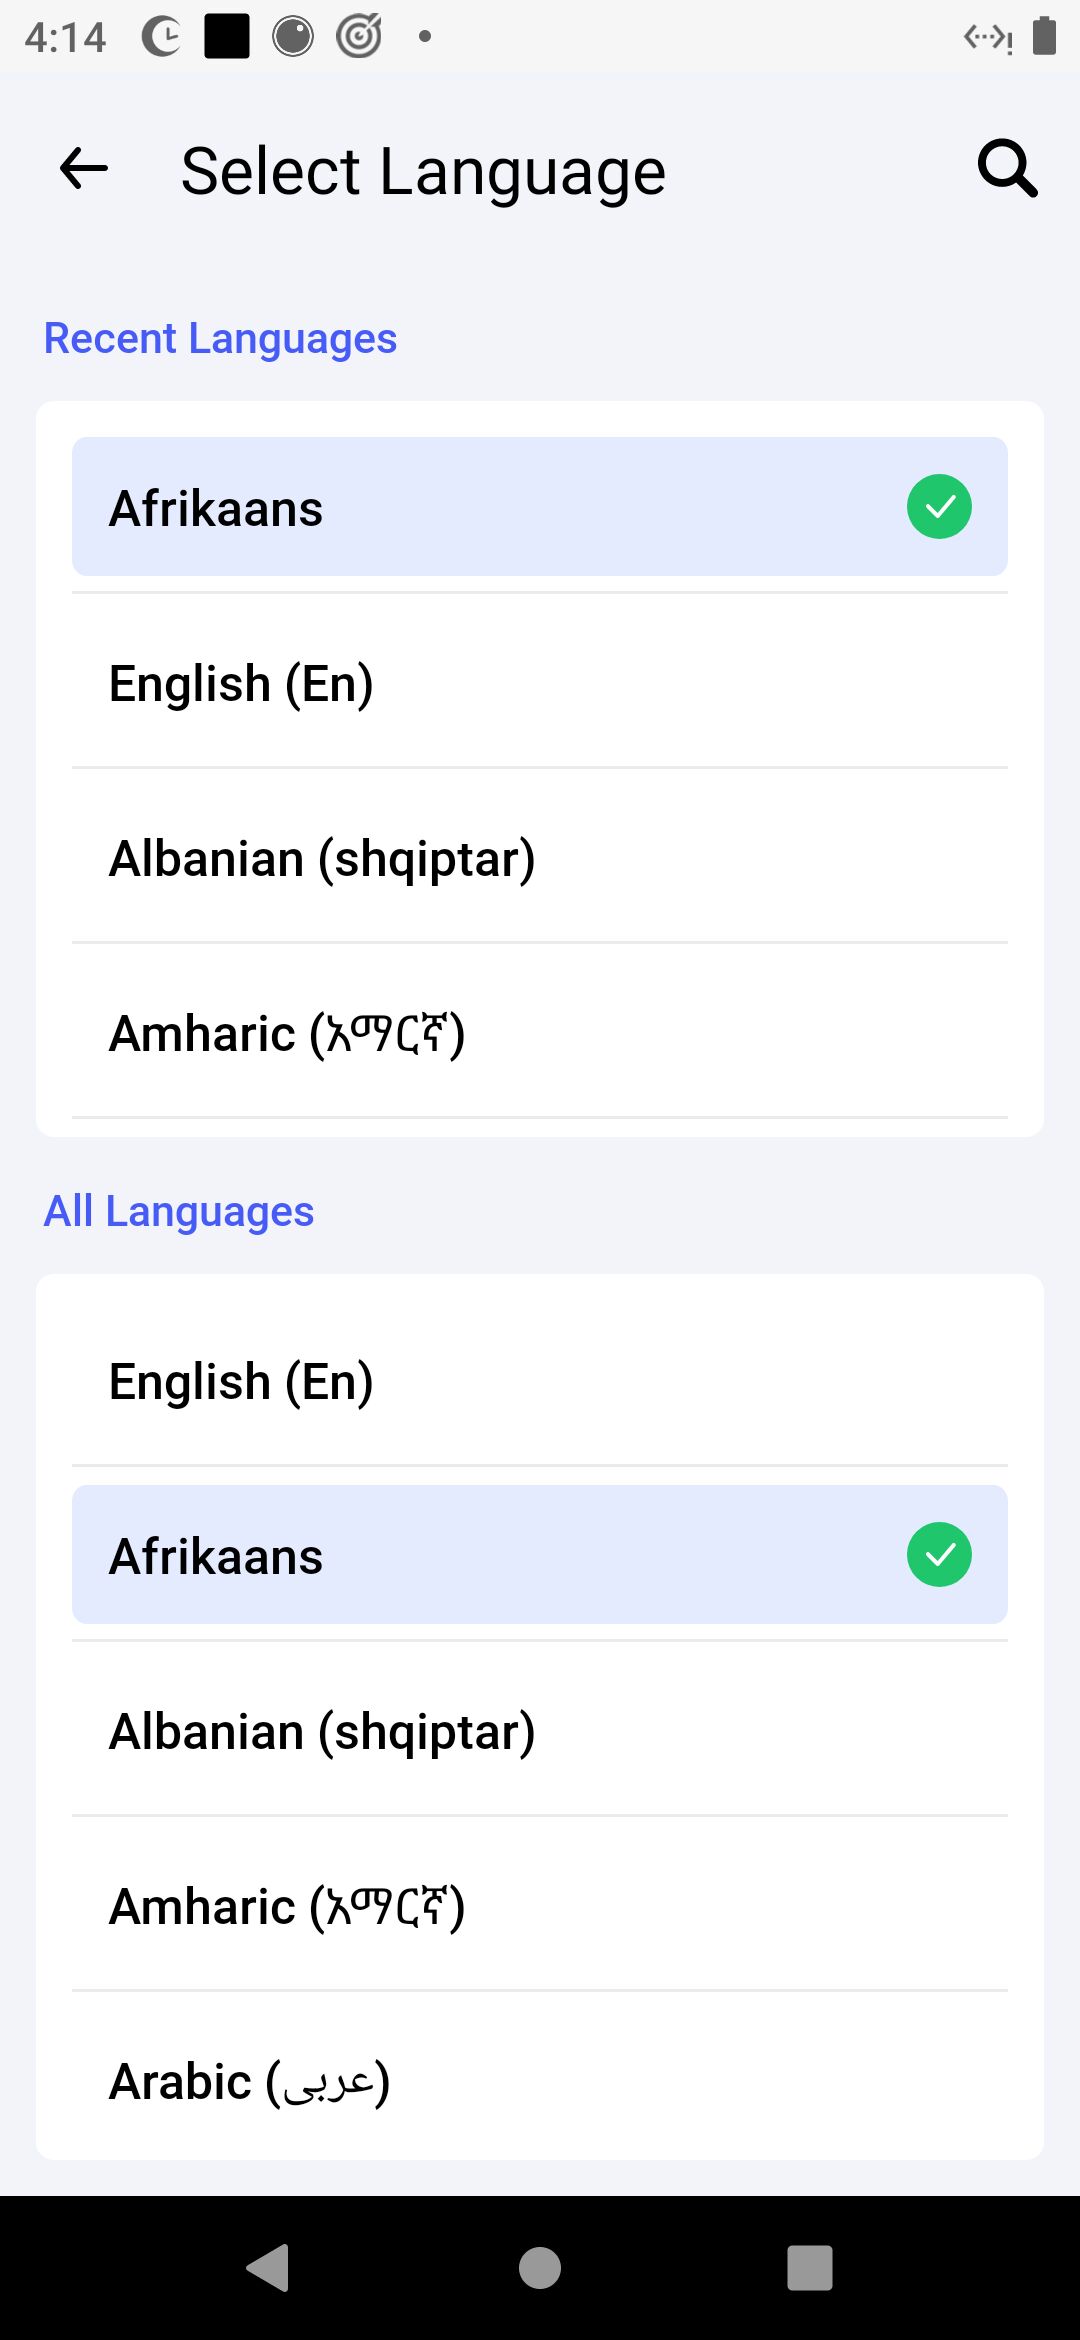 4:14
Select Language
Recent Languages
Afrikaans
English (En)
Albanian (shqiptar)
Amharic (አማርኛ)
All Languages
English (En)
Afrikaans
Albanian (shqiptar)
Amharic (አማርኛ)
Arabic (عربى)